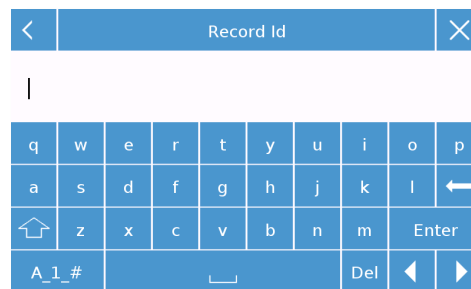 Record Id
q w e r t y u i o p
a s d f g h j k l
z x c v b n m Enter
A_1_# Del